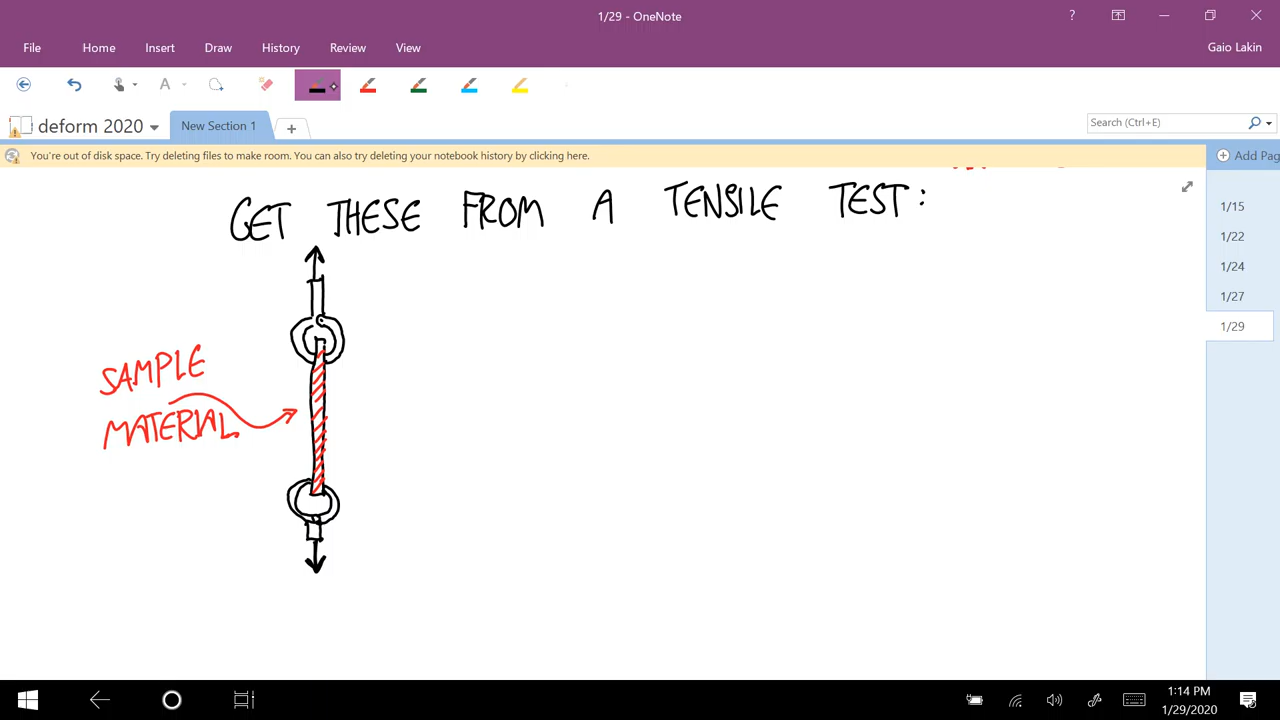 1/29 - OneNote
File Home Insert Draw History Review View Gaio Lakin
deform 2020 New Section 1 Search (Ctrl+E)
You're out of disk space. Try deleting files to make room. You can also try deleting your notebook history by clicking here.
Add Pag
1/15
1/22
1/24
1/27
1/29
GET THESE FROM A TENSILE TEST:
SAMPLE
MATERIAL
1:14 PM
1/29/2020